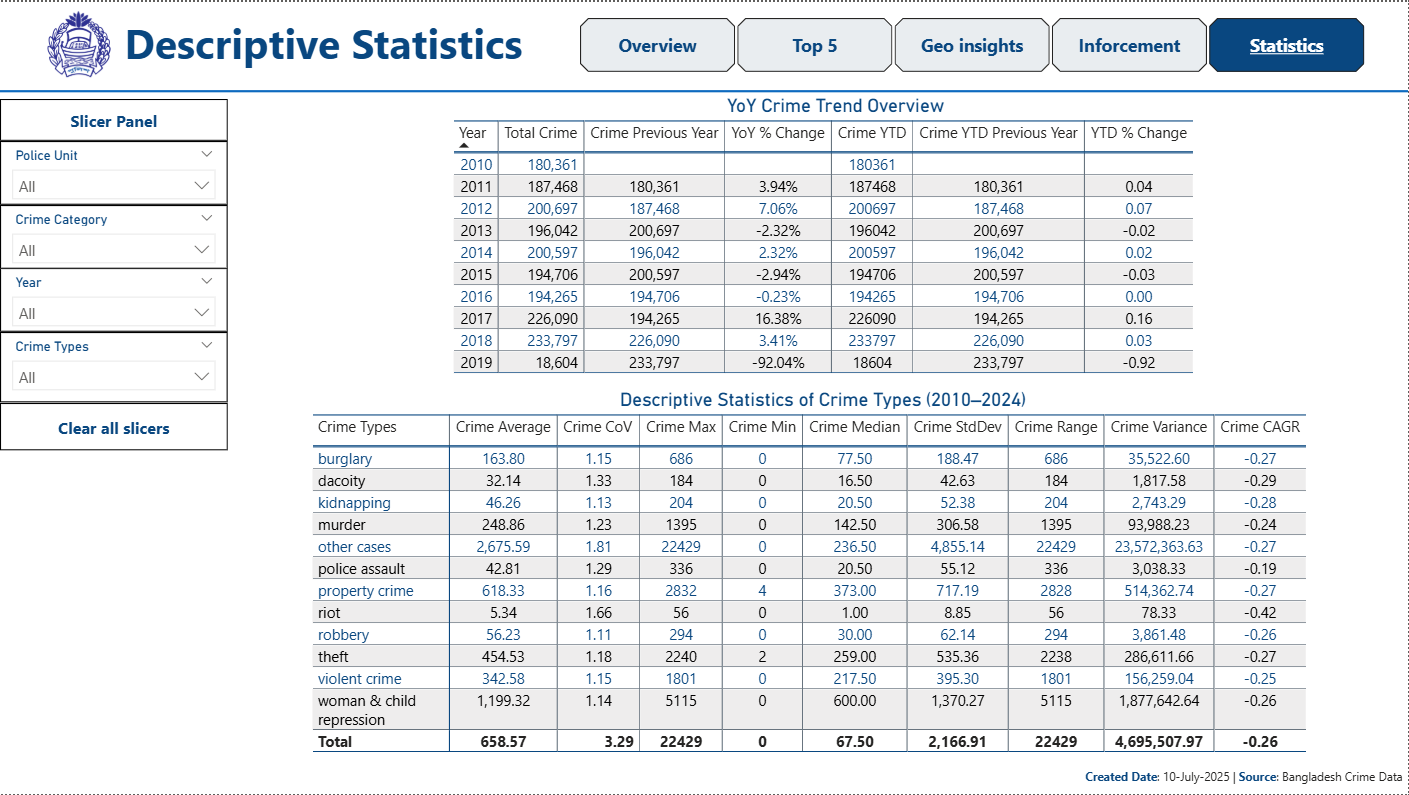 Descriptive Statistics
Overview
Top 5
Geo insights
Inforcement
Statistics
Slicer Panel
Police Unit
All
Crime Category
All
Year
All
Crime Types
All
Clear all slicers
YoY Crime Trend Overview
Year Total Crime Crime Previous Year YoY % Change Crime YTD Crime YTD Previous Year YTD % Change
2010 180,361 180361
2011 187,468 180,361 3.94% 187468 180,361 0.04
2012 200,697 187,468 7.06% 200697 187,468 0.07
2013 196,042 200,697 -2.32% 196042 200,697 -0.02
2014 200,597 196,042 2.32% 200597 196,042 0.02
2015 194,706 200,597 -2.94% 194706 200,597 -0.03
2016 194,265 194,706 -0.23% 194265 194,706 0.00
2017 226,090 194,265 16.38% 226090 194,265 0.16
2018 233,797 226,090 3.41% 233797 226,090 0.03
2019 18,604 233,797 -92.04% 18604 233,797 -0.92
Descriptive Statistics of Crime Types (2010–2024)
Crime Types Crime Average Crime CoV Crime Max Crime Min Crime Median Crime StdDev Crime Range Crime Variance Crime CAGR
burglary 163.80 1.15 686 0 77.50 188.47 686 35,522.60 -0.27
dacoity 32.14 1.33 184 0 16.50 42.63 184 1,817.58 -0.29
kidnapping 46.26 1.13 204 0 20.50 52.38 204 2,743.29 -0.28
murder 248.86 1.23 1395 0 142.50 306.58 1395 93,988.23 -0.24
other cases 2,675.59 1.81 22429 0 236.50 4,855.14 22429 23,572,363.63 -0.27
police assault 42.81 1.29 336 0 20.50 55.12 336 3,038.33 -0.19
property crime 618.33 1.16 2832 4 373.00 717.19 2828 514,362.74 -0.27
riot 5.34 1.66 56 0 1.00 8.85 56 78.33 -0.42
robbery 56.23 1.11 294 0 30.00 62.14 294 3,861.48 -0.26
theft 454.53 1.18 2240 2 259.00 535.36 2238 286,611.66 -0.27
violent crime 342.58 1.15 1801 0 217.50 395.30 1801 156,259.04 -0.25
woman & child 1,199.32 1.14 5115 0 600.00 1,370.27 5115 1,877,642.64 -0.26
repression
Total 658.57 3.29 22429 0 67.50 2,166.91 22429 4,695,507.97 -0.26
Created Date: 10-July-2025 | Source: Bangladesh Crime Data